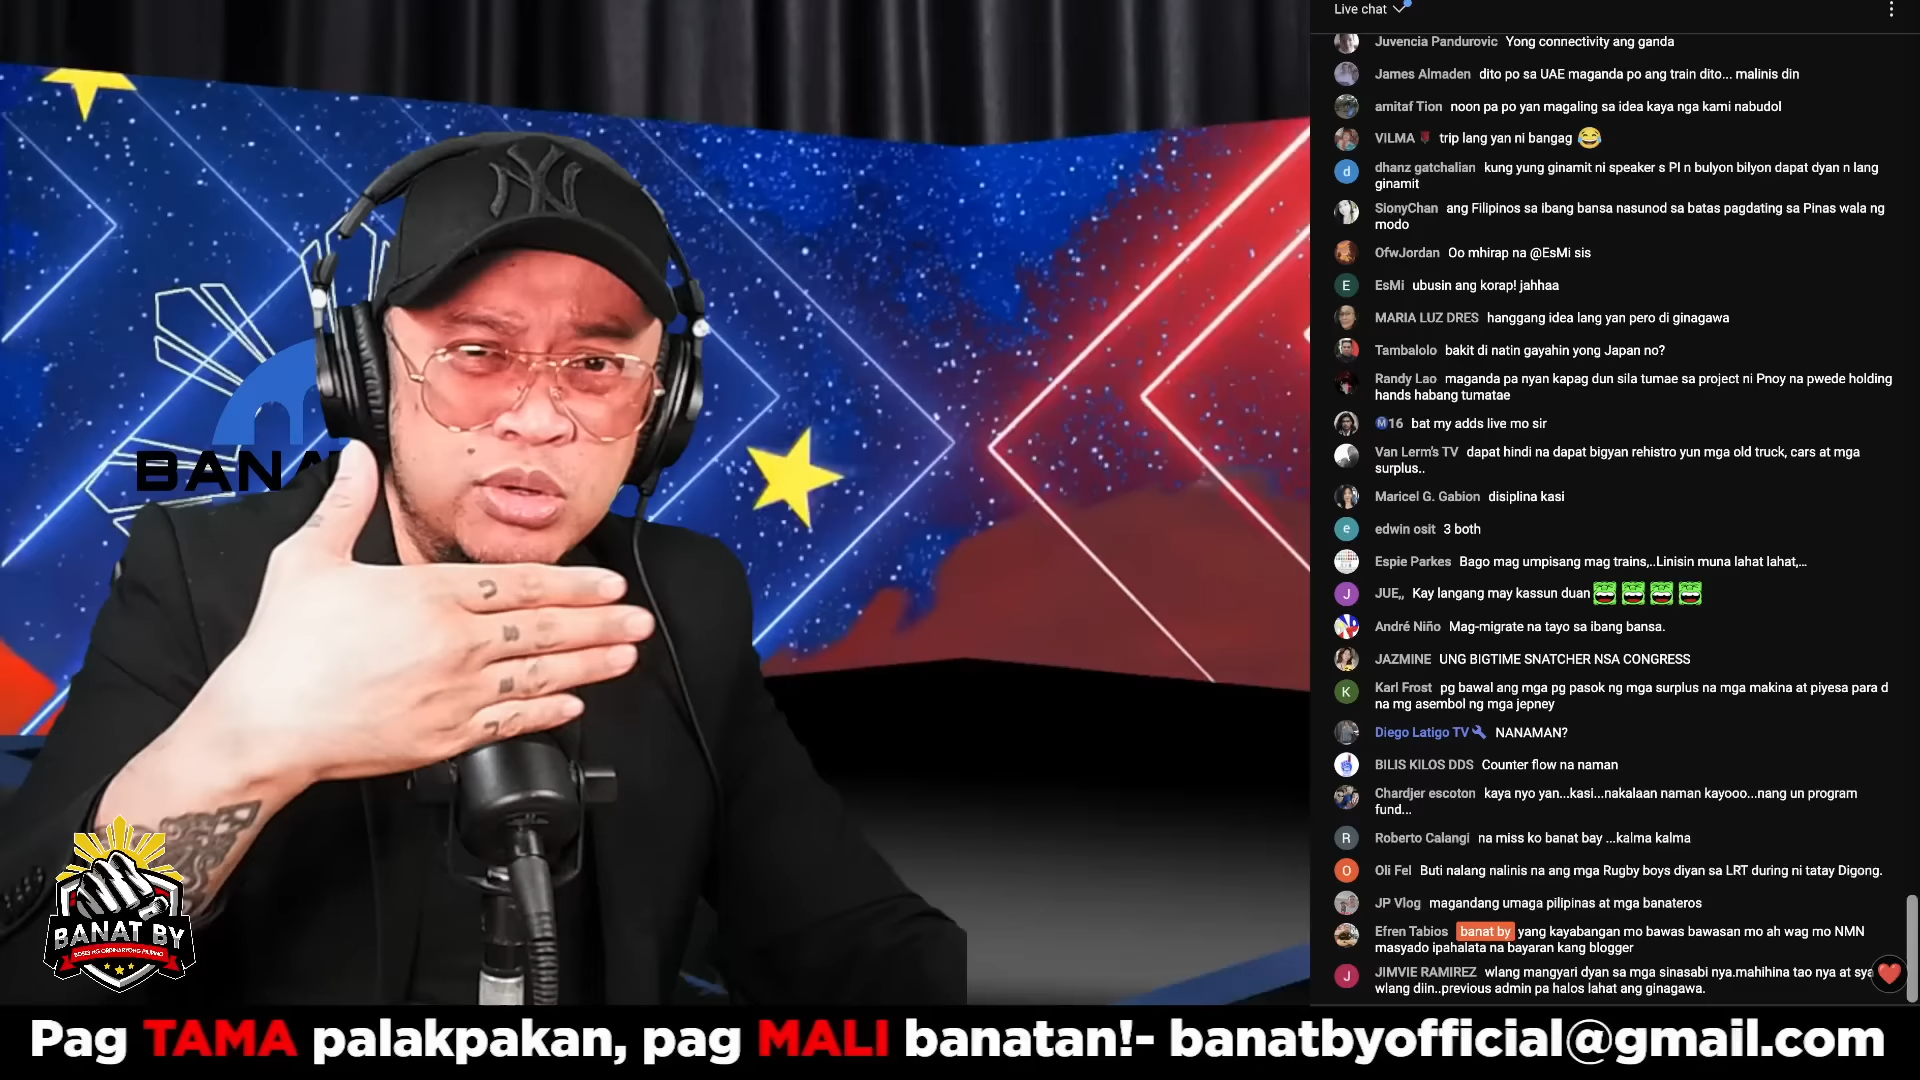 Live chat
Juvencia Pandurovic Yong connectivity ang ganda
James Almaden dito po sa UAE maganda po ang train dito... malinis din
amitaf Tion noon pa po yan magaling sa idea kaya nga kami nabudol
VILMA trip lang yan ni bangag
dhanz gatchalian kung yung ginamit ni speaker s PI n bulyon bilyon dapat dyan n lang
ginamit
SionyChan ang Filipinos sa ibang bansa nasunod sa batas pagdating sa Pinas wala ng
modo
OfwJordan Oo mhirap na @EsMi sis
E EsMi ubusin ang korap! jahhaa
MARIA LUZ DRES hanggang idea lang yan pero di ginagawa
Tambalolo bakit di natin gayahin yong Japan no?
Randy Lao maganda pa nyan kapag dun sila tumae sa project ni Pnoy na pwede holding
hands habang tumatae
Ⓜ️16 bat my adds live mo sir
Van Lerm's TV dapat hindi na dapat bigyan rehistro yun mga old truck, cars at mga
surplus..
Maricel G. Gabion disiplina kasi
e edwin osit 3 both
Espie Parkes Bago mag umpisang mag trains,..Linisin muna lahat lahat,...
J JUE,, Kay langang may kassun duan
André Niño Mag-migrate na tayo sa ibang bansa.
JAZMINE UNG BIGTIME SNATCHER NSA CONGRESS
K Karl Frost pg bawal ang mga pg pasok ng mga surplus na mga makina at piyesa para d
na mg asembol ng mga jepney
Diego Latigo TV NANAMAN?
BILIS KILOS DDS Counter flow na naman
Chardjer escoton kaya nyo yan...kasi...nakalaan naman kayooo...nang un program
fund...
R Roberto Calangi na miss ko banat bay ...kalma kalma
O Oli Fel Buti nalang nalinis na ang mga Rugby boys diyan sa LRT during ni tatay Digong.
JP Vlog magandang umaga pilipinas at mga banateros
Efren Tabios banat by yang kayabangan mo bawas bawasan mo ah wag mo NMN
masyado ipahalata na bayaran kang blogger
J JIMVIE RAMIREZ wlang mangyari dyan sa mga sinasabi nya.mahihina tao nya at sya
wlang diin..previous admin pa halos lahat ang ginagawa.
NY
BANA
BANAT BY
BOSES NG ORDINARYONG PILIPINO
Pag TAMA palakpakan, pag MALI banatan!- banatbyofficial@gmail.com